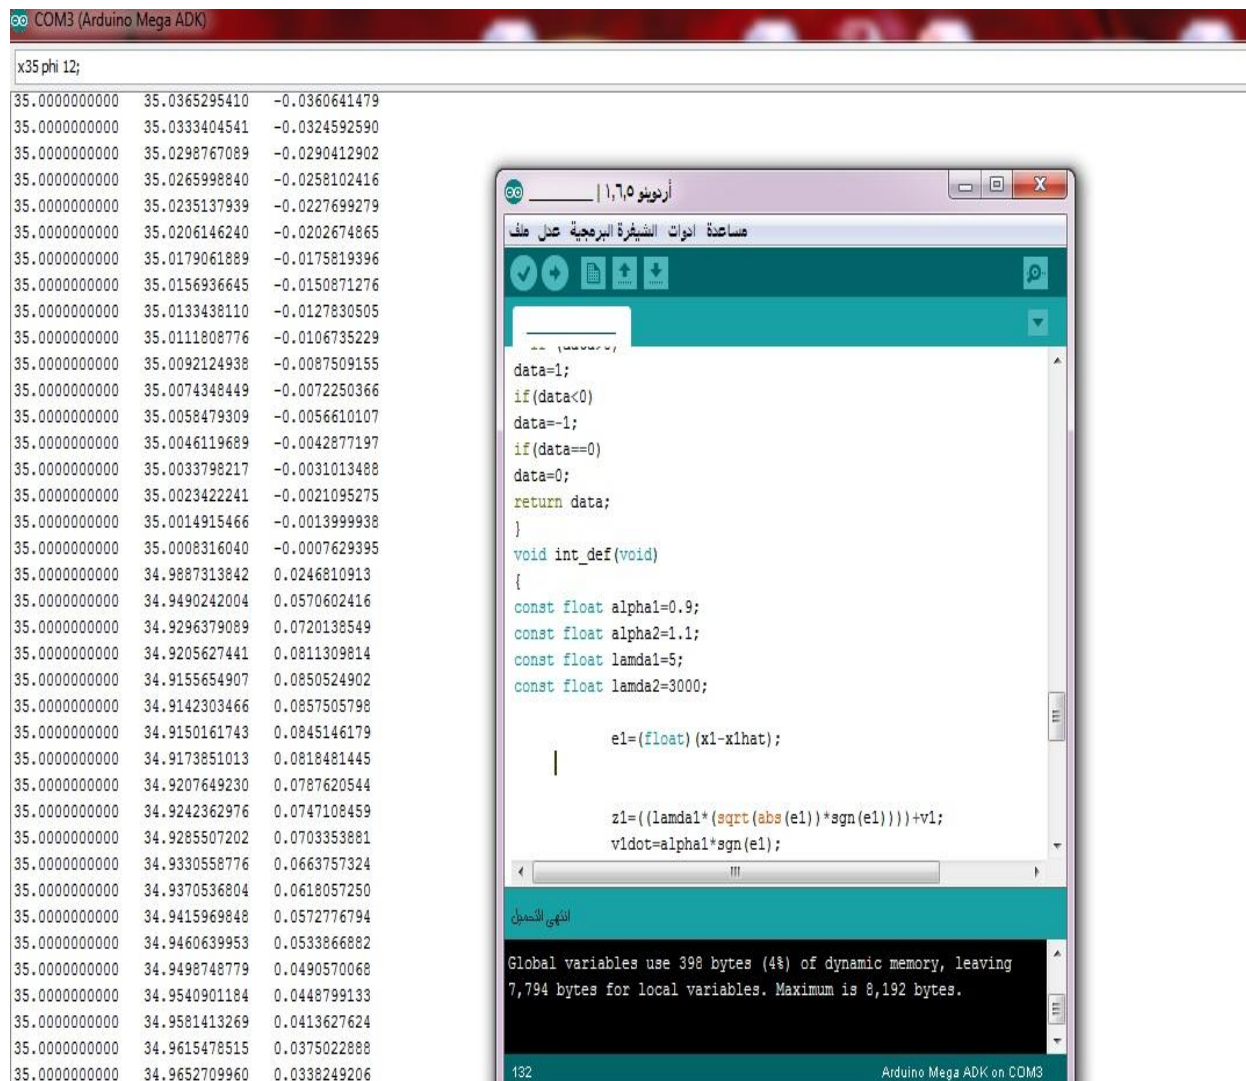 COM3 (Arduino Mega ADK)
x35 phi 12;
35.0000000000 35.0365295410 -0.0360641479
35.0000000000 35.0333404541 -0.0324592590
35.0000000000 35.0298767089 -0.0290412902
35.0000000000 35.0265998840 -0.0258102416
35.0000000000 35.0235137939 -0.0227699279
35.0000000000 35.0206146240 -0.0202674865
35.0000000000 35.0179061889 -0.0175819396
35.0000000000 35.0156936645 -0.0150871276
35.0000000000 35.0133438110 -0.0127830505
35.0000000000 35.0111808776 -0.0106735229
35.0000000000 35.0092124938 -0.0087509155
35.0000000000 35.0074348449 -0.0072250366
35.0000000000 35.0058479309 -0.0056610107
35.0000000000 35.0046119689 -0.0042877197
35.0000000000 35.0033798217 -0.0031013488
35.0000000000 35.0023422241 -0.0021095275
35.0000000000 35.0014915466 -0.0013999938
35.0000000000 35.0008316040 -0.0007629395
35.0000000000 34.9887313842 0.0246810913
35.0000000000 34.9490242004 0.0570602416
35.0000000000 34.9296379089 0.0720138549
35.0000000000 34.9205627441 0.0811309814
35.0000000000 34.9155654907 0.0850524902
35.0000000000 34.9142303466 0.0857505798
35.0000000000 34.9150161743 0.0845146179
35.0000000000 34.9173851013 0.0818481445
35.0000000000 34.9207649230 0.0787620544
35.0000000000 34.9242362976 0.0747108459
35.0000000000 34.9285507202 0.0703353881
35.0000000000 34.9330558776 0.0663757324
35.0000000000 34.9370536804 0.0618057250
35.0000000000 34.9415969848 0.0572776794
35.0000000000 34.9460639953 0.0533866882
35.0000000000 34.9498748779 0.0490570068
35.0000000000 34.9540901184 0.0448799133
35.0000000000 34.9581413269 0.0413627624
35.0000000000 34.9615478515 0.0375022888
35.0000000000 34.9652709960 0.0338249206
أردوينو ١,٦,٥ |
ملف عدل الشيفرة البرمجية ادوات مساعدة
data=1;
if(data<0)
data=-1;
if(data==0)
data=0;
return data;
}
void int_def(void)
{
const float alpha1=0.9;
const float alpha2=1.1;
const float lamda1=5;
const float lamda2=3000;
e1=(float)(x1-x1hat);
z1=((lamda1*(sqrt(abs(e1))*sgn(e1))))+v1;
v1dot=alpha1*sgn(e1);
انتهى التحميل
Global variables use 398 bytes (4%) of dynamic memory, leaving
7,794 bytes for local variables. Maximum is 8,192 bytes.
132 Arduino Mega ADK on COM3